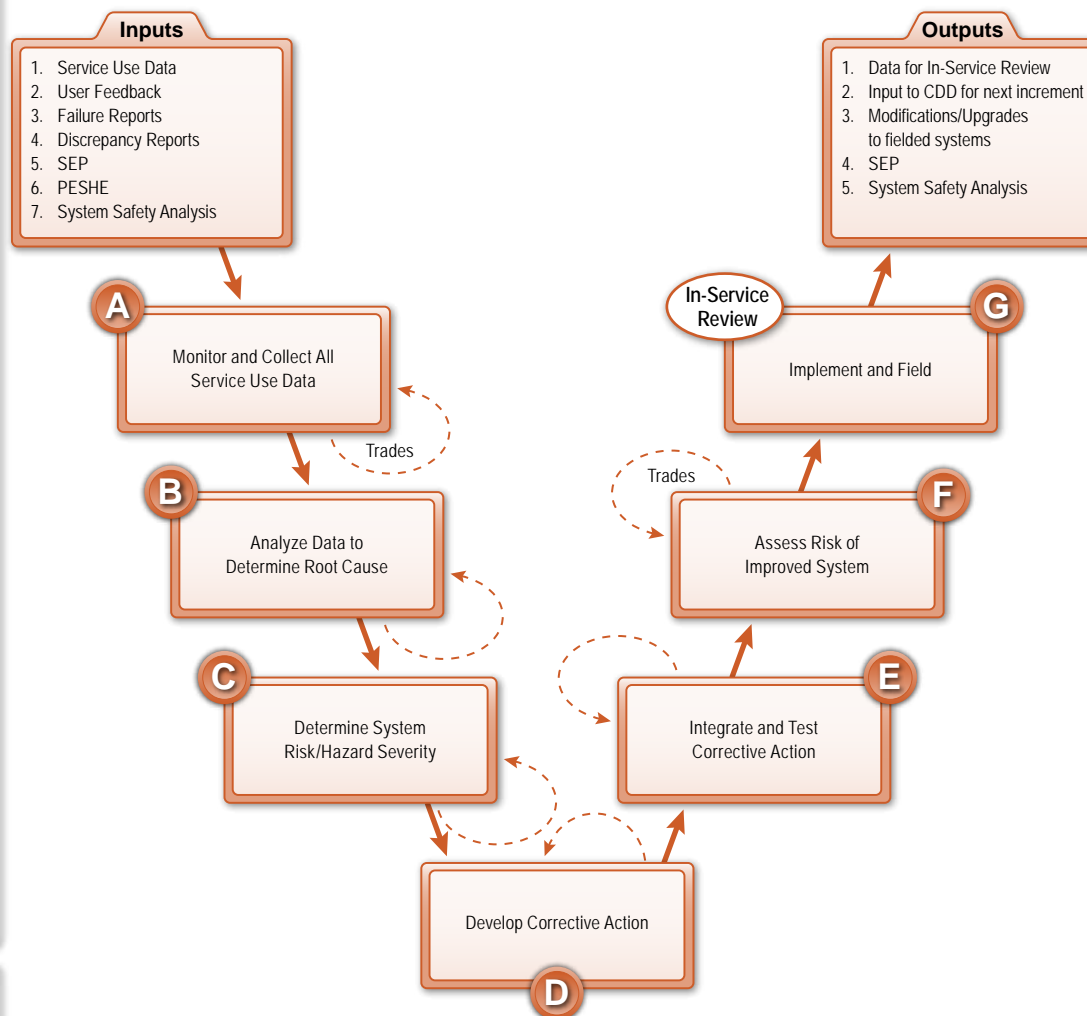 Inputs
1. Service Use Data
2. User Feedback
3. Failure Reports
4. Discrepancy Reports
5. SEP
6. PESHE
7. System Safety Analysis
Outputs
1. Data for In-Service Review
2. Input to CDD for next increment
3. Modifications/Upgrades
to fielded systems
4. SEP
5. System Safety Analysis
A
Monitor and Collect All
Service Use Data
Trades
B
Analyze Data to
Determine Root Cause
C
Determine System
Risk/Hazard Severity
Develop Corrective Action
D
E
Integrate and Test
Corrective Action
Trades
F
Assess Risk of
Improved System
In-Service
Review
G
Implement and Field